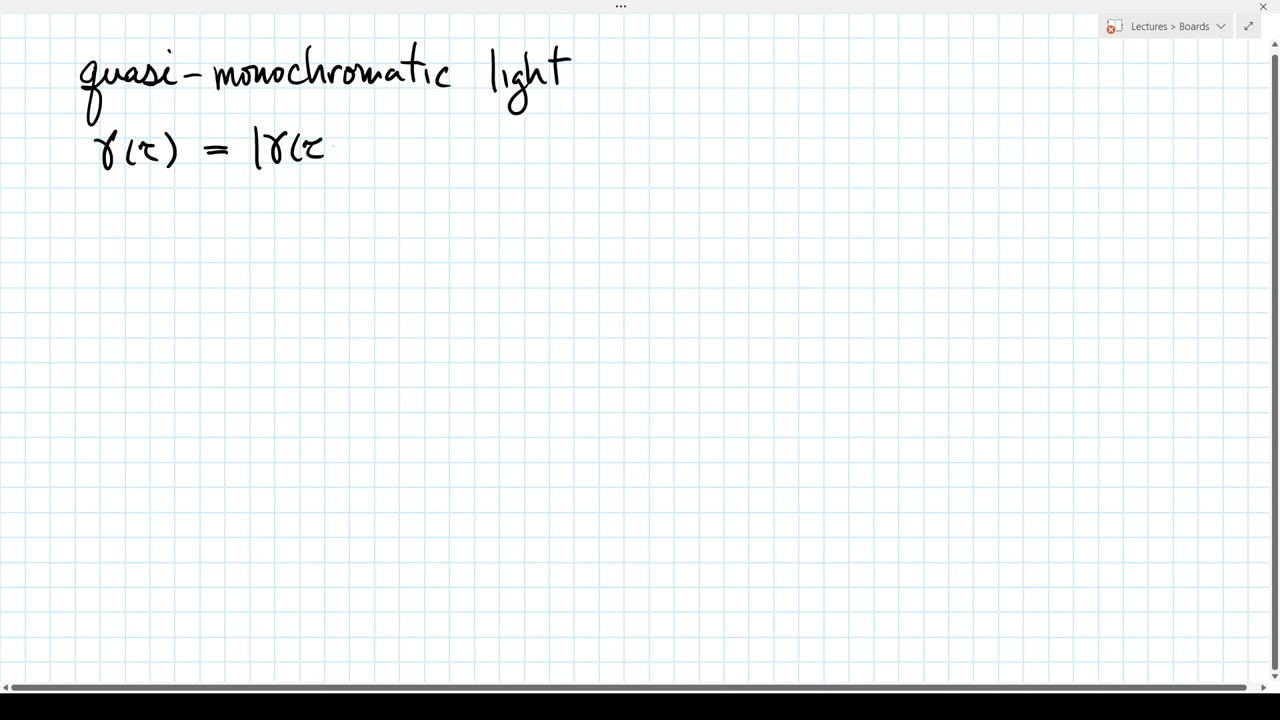 ...
Lectures > Boards
quasi-monochromatic light
γ(τ) = |γ(τ